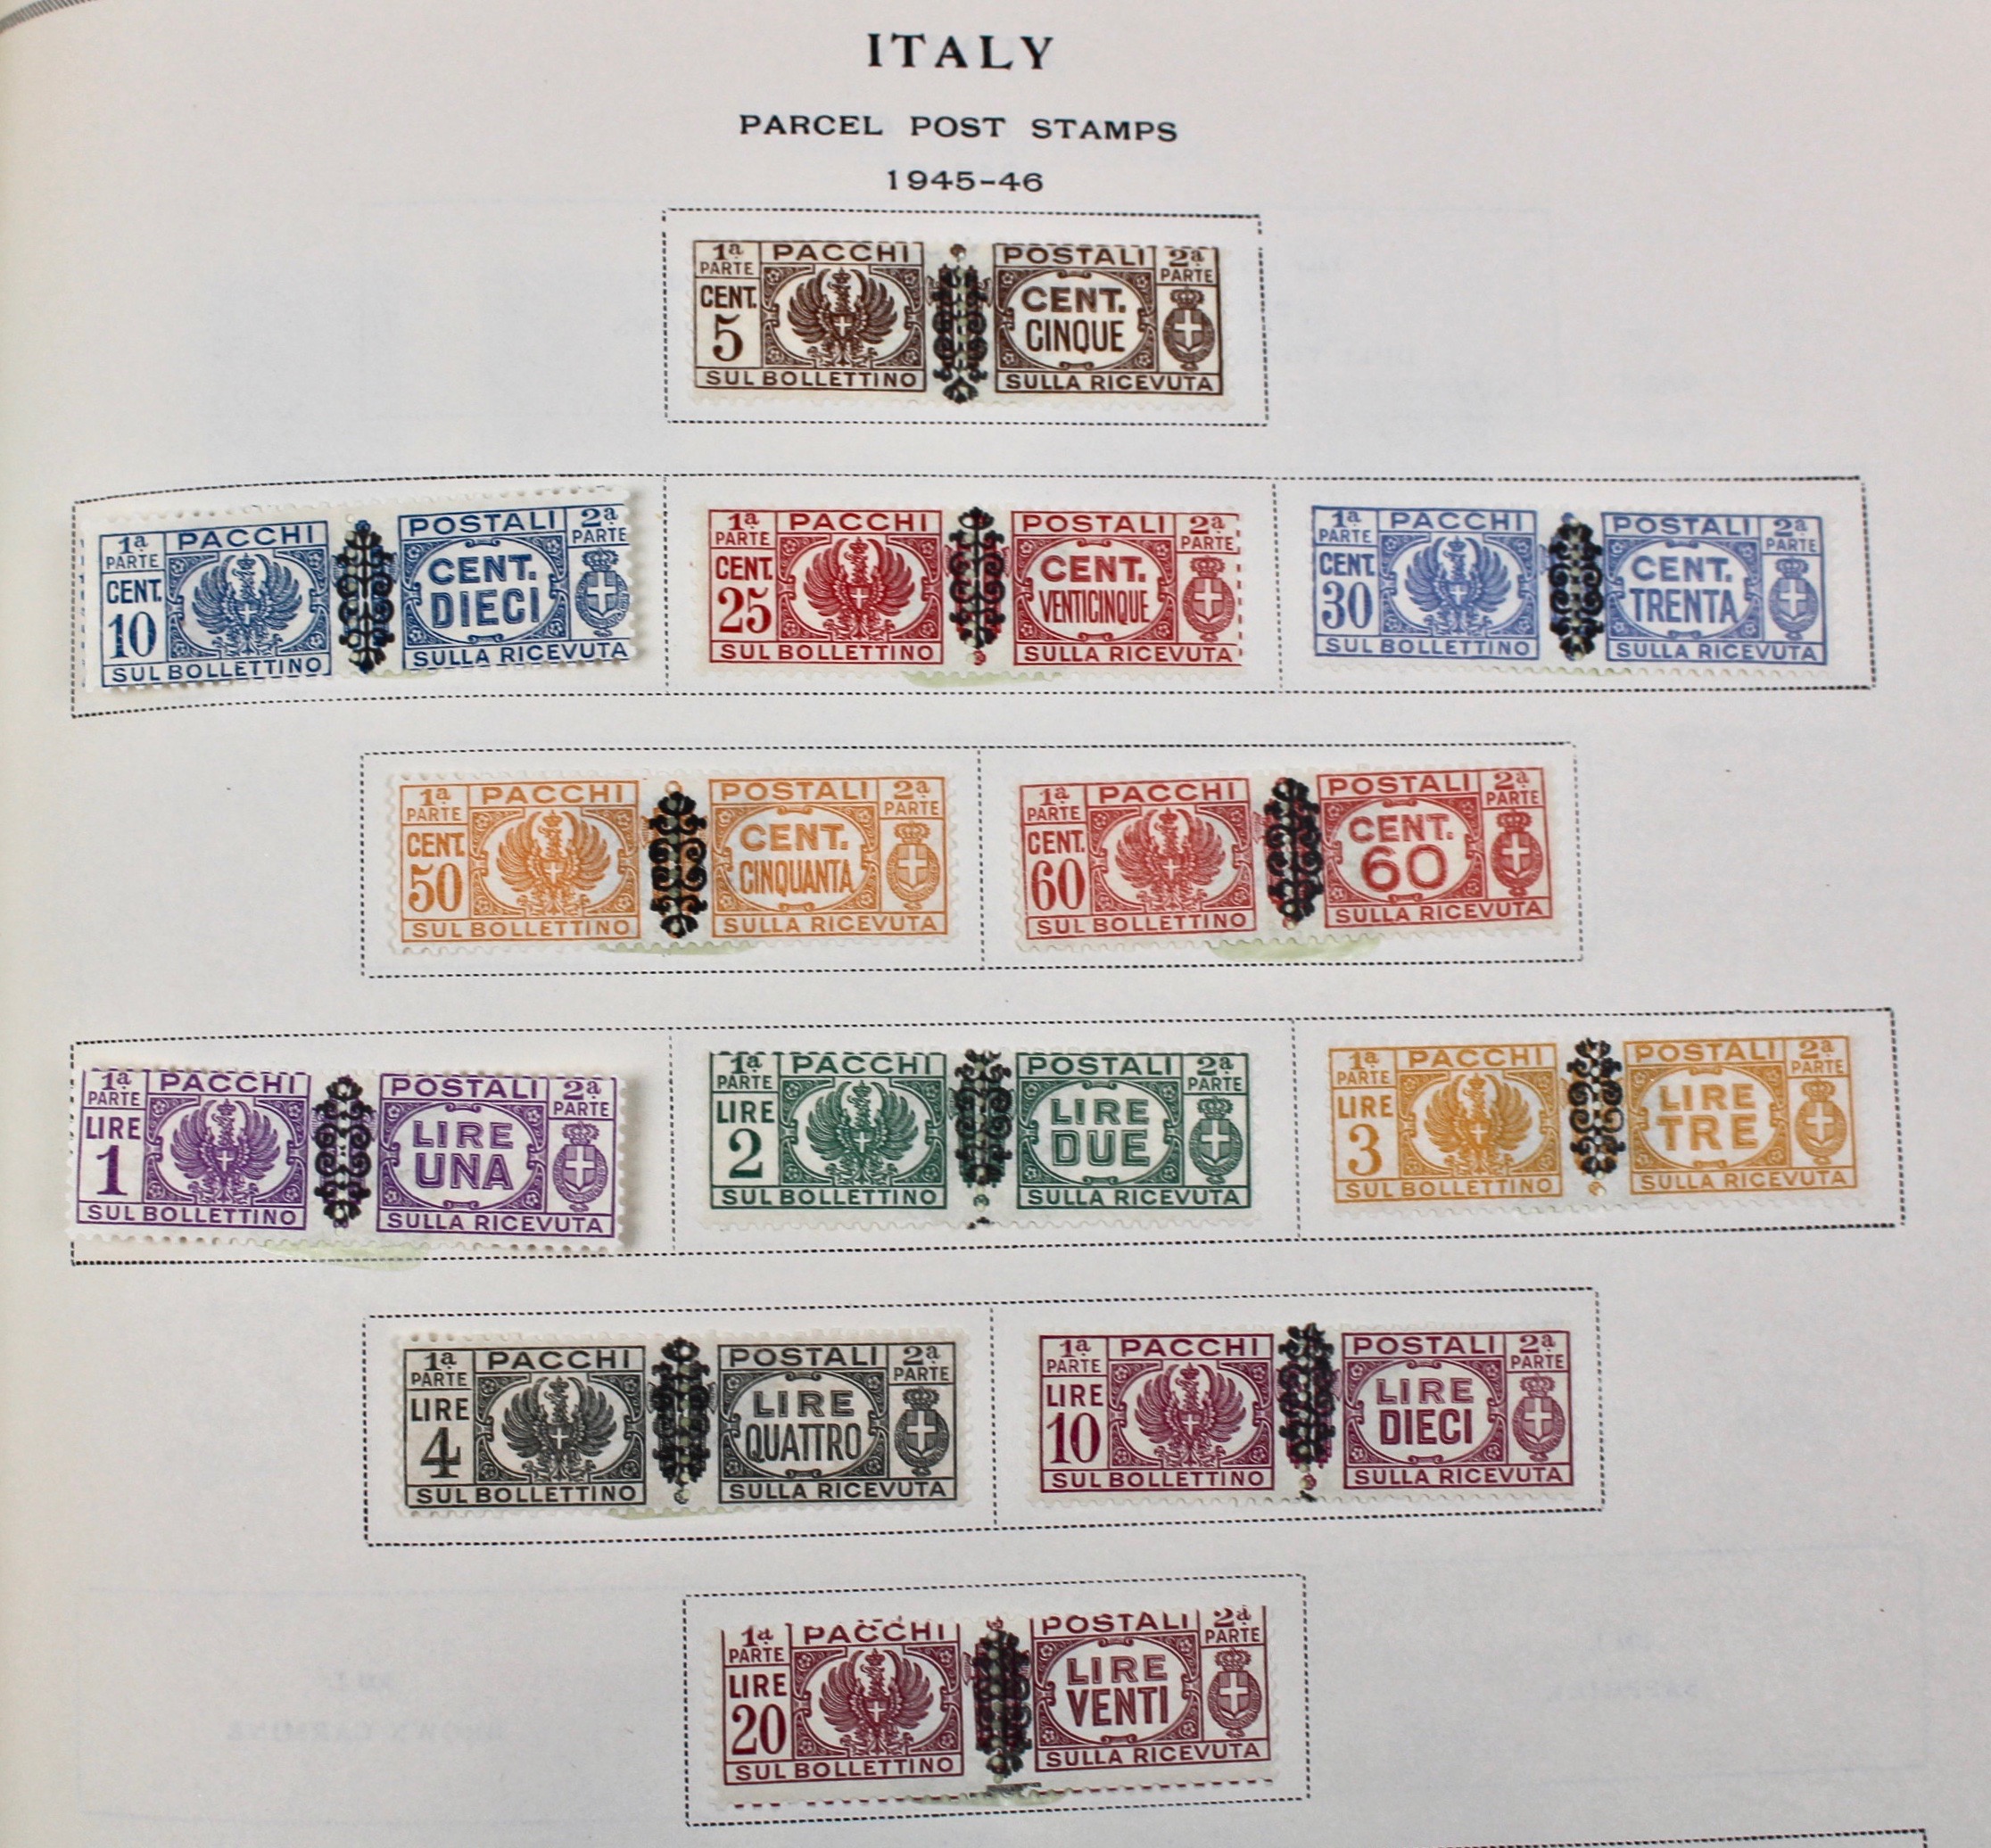 ITALY
PARCEL POST STAMPS
1945-46
1ª PARTE PACCHI POSTALI 2ª PARTE
CENT. 5 CENT. CINQUE
SUL BOLLETTINO SULLA RICEVUTA
1ª PARTE PACCHI POSTALI 2ª PARTE
CENT. 10 CENT. DIECI
SUL BOLLETTINO SULLA RICEVUTA
1ª PARTE PACCHI POSTALI 2ª PARTE
CENT. 25 CENT. VENTICINQUE
SUL BOLLETTINO SULLA RICEVUTA
1ª PARTE PACCHI POSTALI 2ª PARTE
CENT. 30 CENT. TRENTA
SUL BOLLETTINO SULLA RICEVUTA
1ª PARTE PACCHI POSTALI 2ª PARTE
CENT. 50 CENT. CINQUANTA
SUL BOLLETTINO SULLA RICEVUTA
1ª PARTE PACCHI POSTALI 2ª PARTE
CENT. 60 CENT. 60
SUL BOLLETTINO SULLA RICEVUTA
1ª PARTE PACCHI POSTALI 2ª PARTE
LIRE 1 LIRE UNA
SUL BOLLETTINO SULLA RICEVUTA
1ª PARTE PACCHI POSTALI 2ª PARTE
LIRE 2 LIRE DUE
SUL BOLLETTINO SULLA RICEVUTA
1ª PARTE PACCHI POSTALI 2ª PARTE
LIRE 3 LIRE TRE
SUL BOLLETTINO SULLA RICEVUTA
1ª PARTE PACCHI POSTALI 2ª PARTE
LIRE 4 LIRE QUATTRO
SUL BOLLETTINO SULLA RICEVUTA
1ª PARTE PACCHI POSTALI 2ª PARTE
LIRE 10 LIRE DIECI
SUL BOLLETTINO SULLA RICEVUTA
1ª PARTE PACCHI POSTALI 2ª PARTE
LIRE 20 LIRE VENTI
SUL BOLLETTINO SULLA RICEVUTA